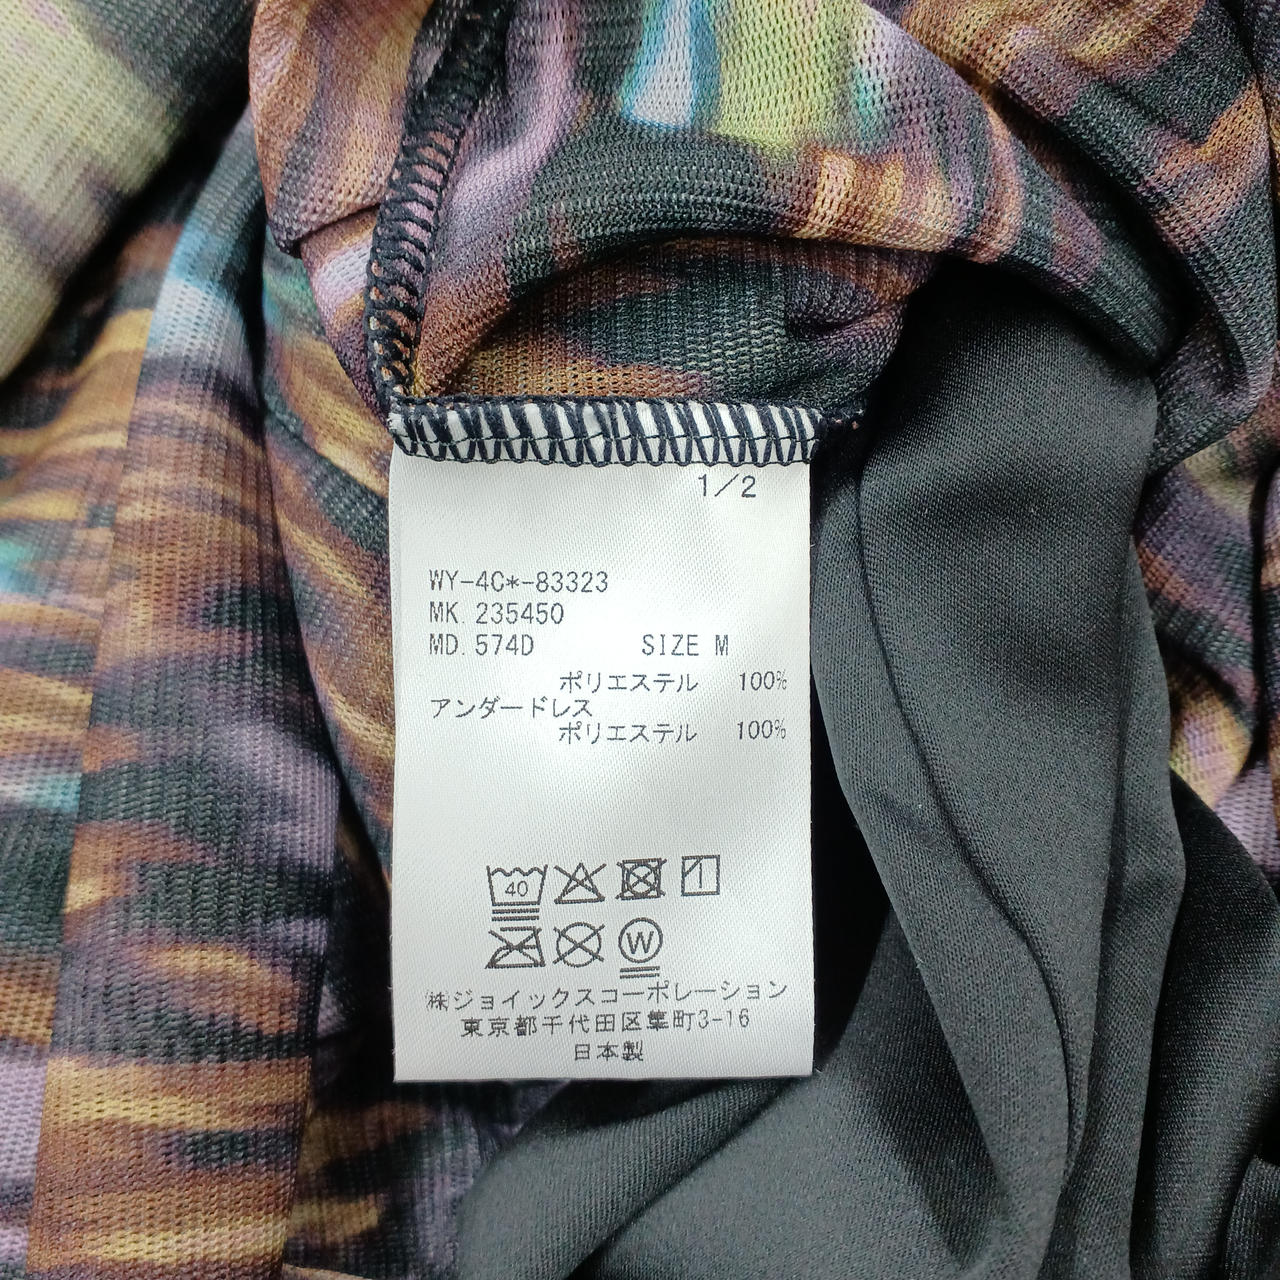 1/2
WY-4C*-83323
MK. 235450
MD. 574D SIZE M
ポリエステル 100%
アンダードレス
ポリエステル 100%
40
W
㈱ジョイックスコーポレーション
東京都千代田区隼町3-16
日本製